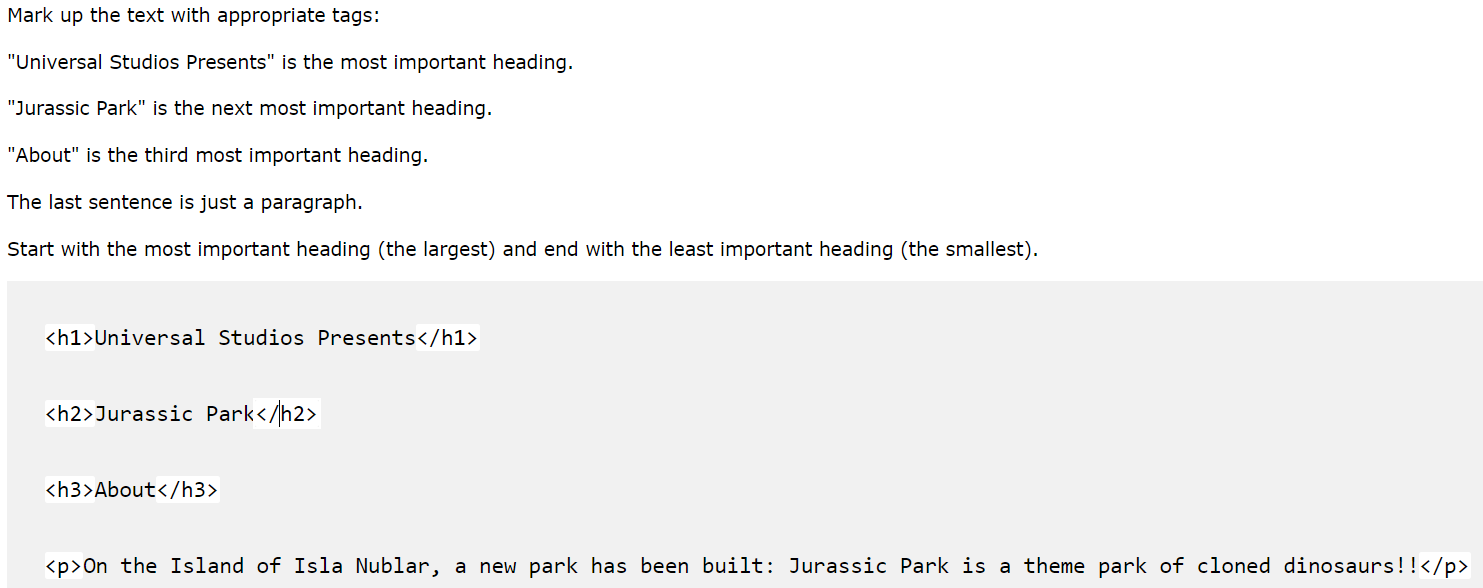 Mark up the text with appropriate tags:
"Universal Studios Presents" is the most important heading.
"Jurassic Park" is the next most important heading.
"About" is the third most important heading.
The last sentence is just a paragraph.
Start with the most important heading (the largest) and end with the least important heading (the smallest).
<h1>Universal Studios Presents</h1>
<h2>Jurassic Park</h2>
<h3>About</h3>
<p>On the Island of Isla Nublar, a new park has been built: Jurassic Park is a theme park of cloned dinosaurs!!</p>